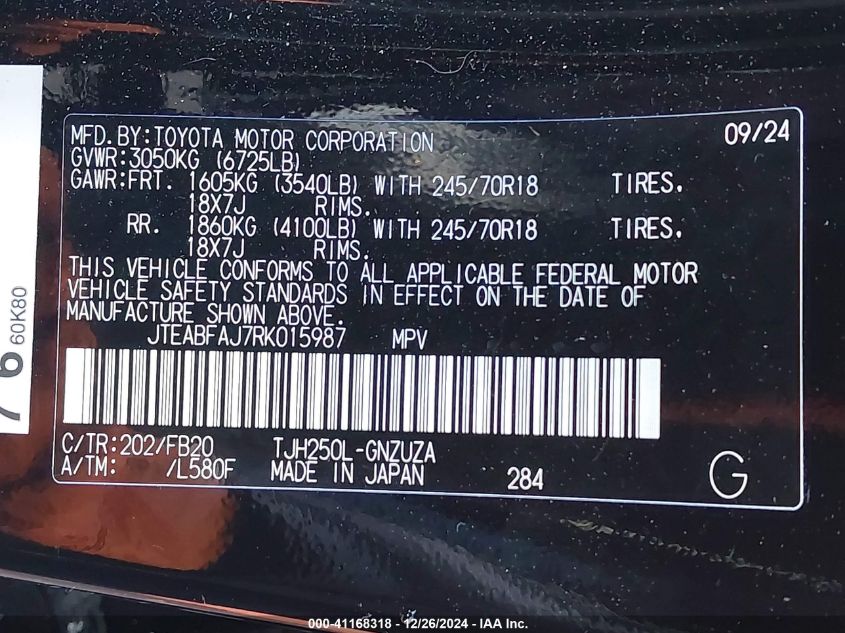 MFD.BY:TOYOTA MOTOR CORPORATION 09/24
GVWR:3050KG (6725LB)
GAWR:FRT. 1605KG (3540LB) WITH 245/70R18 TIRES.
18X7J RIMS.
RR. 1860KG (4100LB) WITH 245/70R18 TIRES.
18X7J RIMS.
THIS VEHICLE CONFORMS TO ALL APPLICABLE FEDERAL MOTOR
VEHICLE SAFETY STANDARDS IN EFFECT ON THE DATE OF
MANUFACTURE SHOWN ABOVE.
JTEABFAJ7RK015987 MPV
C/TR:202/FB20 TJH250L-GNZUZA
A/TM: /L580F MADE IN JAPAN 284 G
60K80
000-41168318 - 12/26/2024 - IAA Inc.